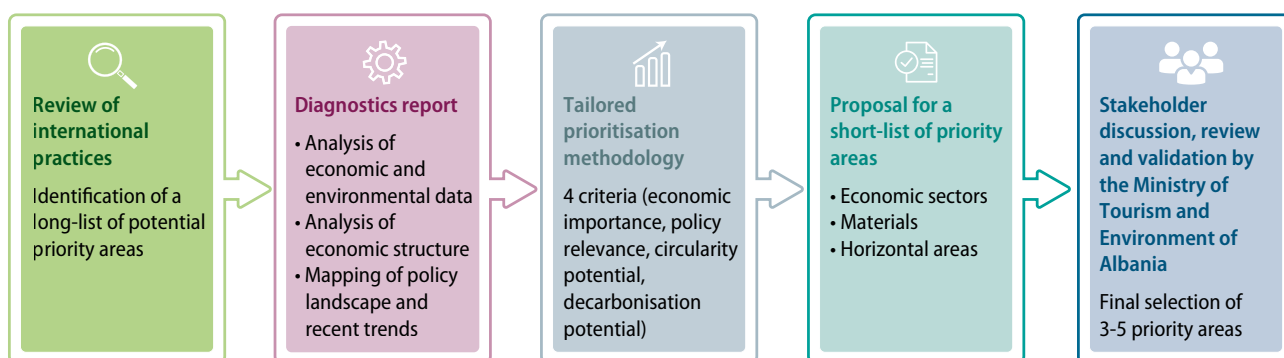 Review of
international
practices
Identification of a
long-list of potential
priority areas
Diagnostics report
• Analysis of
economic and
environmental data
• Analysis of
economic structure
• Mapping of policy
landscape and
recent trends
Tailored
prioritisation
methodology
4 criteria (economic
importance, policy
relevance, circularity
potential,
decarbonisation
potential)
Proposal for a
short-list of priority
areas
• Economic sectors
• Materials
• Horizontal areas
Stakeholder
discussion, review
and validation by
the Ministry of
Tourism and
Environment of
Albania
Final selection of
3-5 priority areas